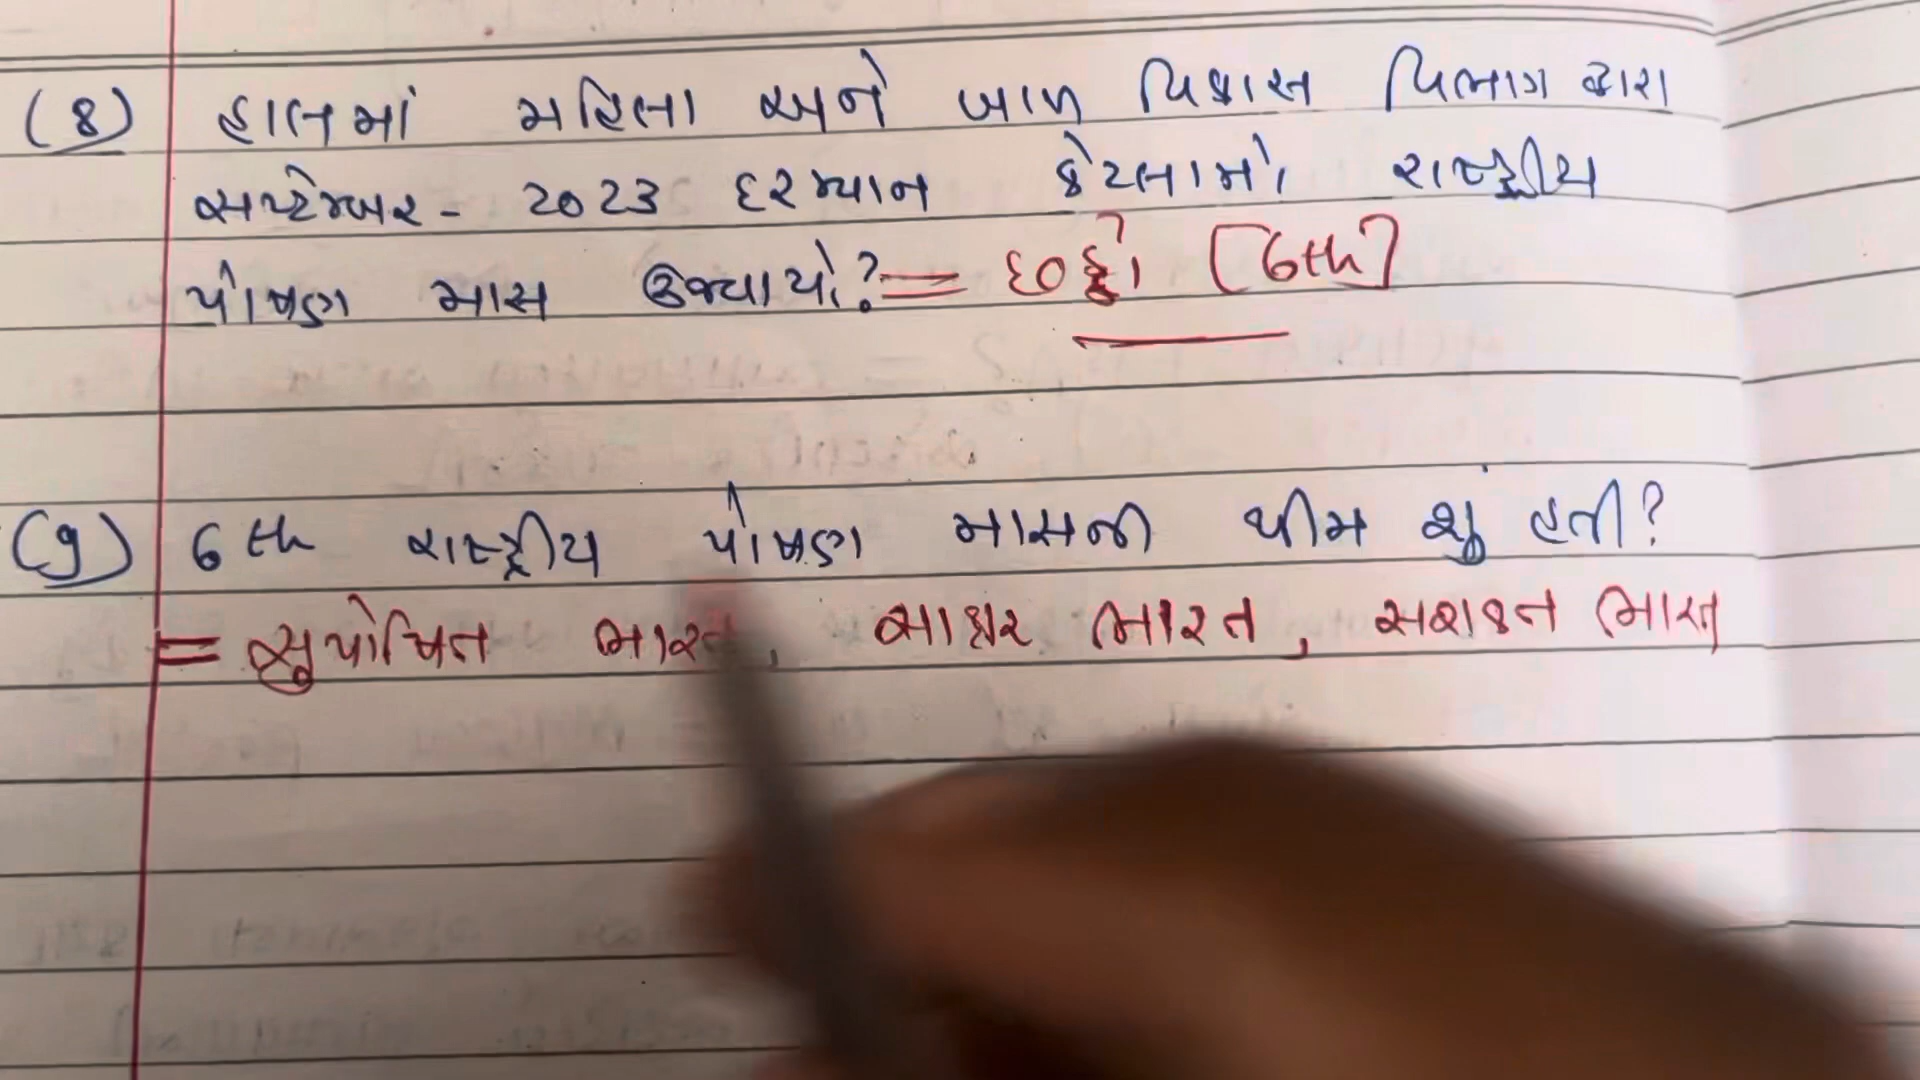 (8) હાલમાં મહિલા અને બાળ વિકાસ વિભાગ દ્વારા
સપ્ટેમ્બર - 2023 દરમ્યાન કેટલામો રાષ્ટ્રીય
પોષણ માસ ઉજ્વાયો? = છઠ્ઠો [6th]
(9) 6th રાષ્ટ્રીય પોષણ માસની થીમ શું હતી?
= સુપોષિત ભારત, સાક્ષર ભારત, સશક્ત ભારત